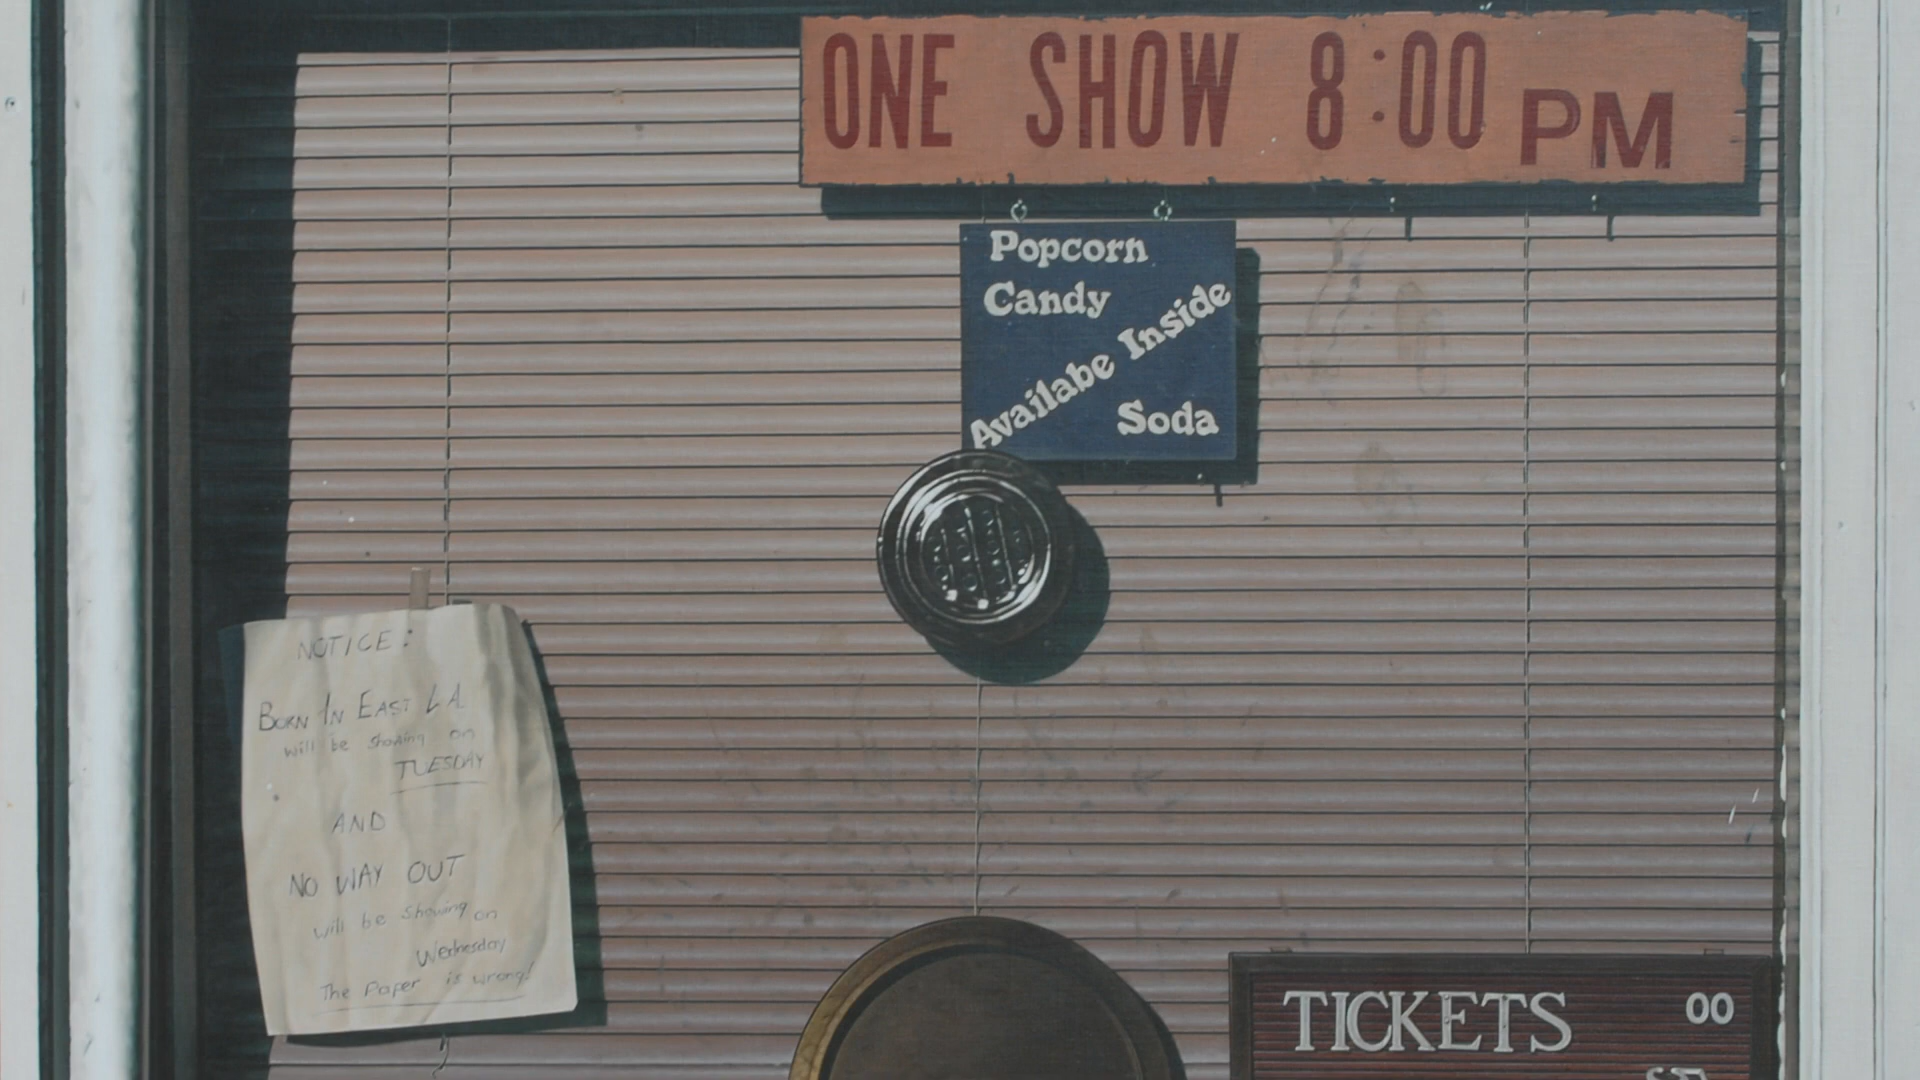 ONE SHOW 8:00 PM
Popcorn
Candy
Availabe Inside
Soda
NOTICE:
BORN IN EAST L.A.
will be showing on
TUESDAY
AND
NO WAY OUT
will be showing on
Wednesday
The Paper is wrong!
TICKETS 00